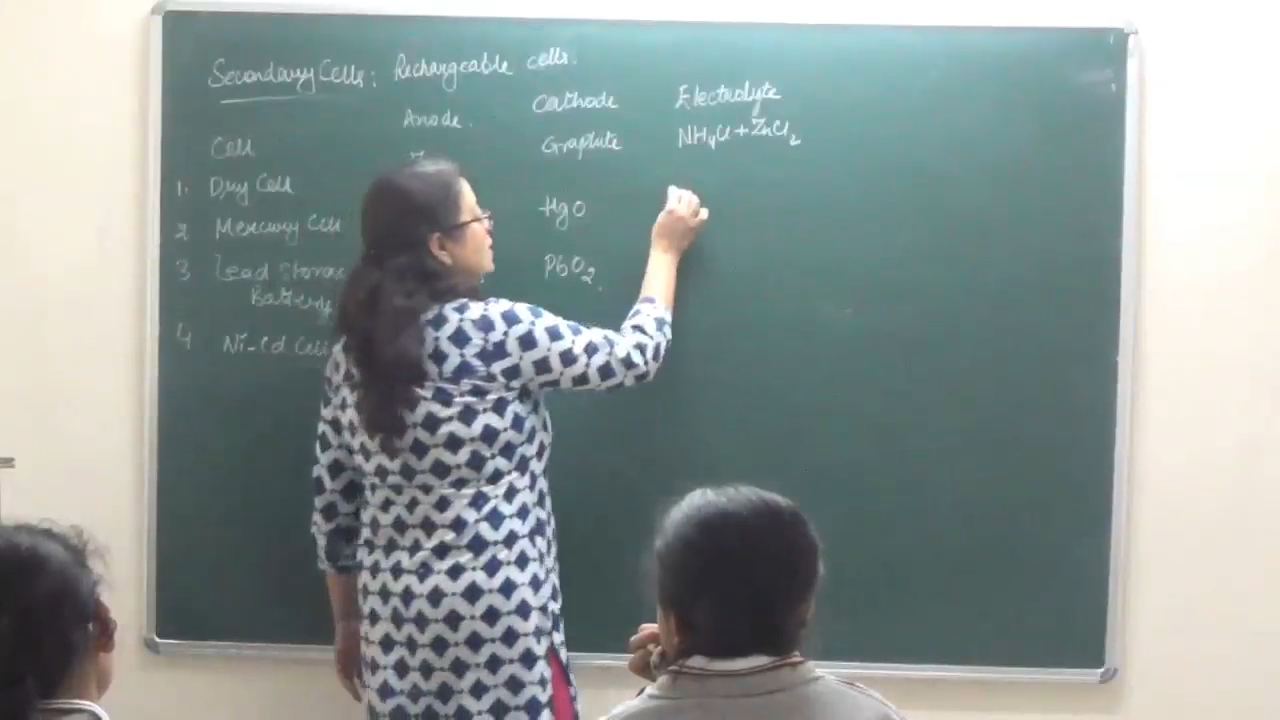 Secondary Cells: Rechargeable cells.
Cell Anode. Cathode Electrolyte
1. Dry Cell Graphite NH4Cl+ZnCl2
2 Mercury Cell HgO
3 Lead Storage PbO2.
Battery
4 Ni-Cd Cell